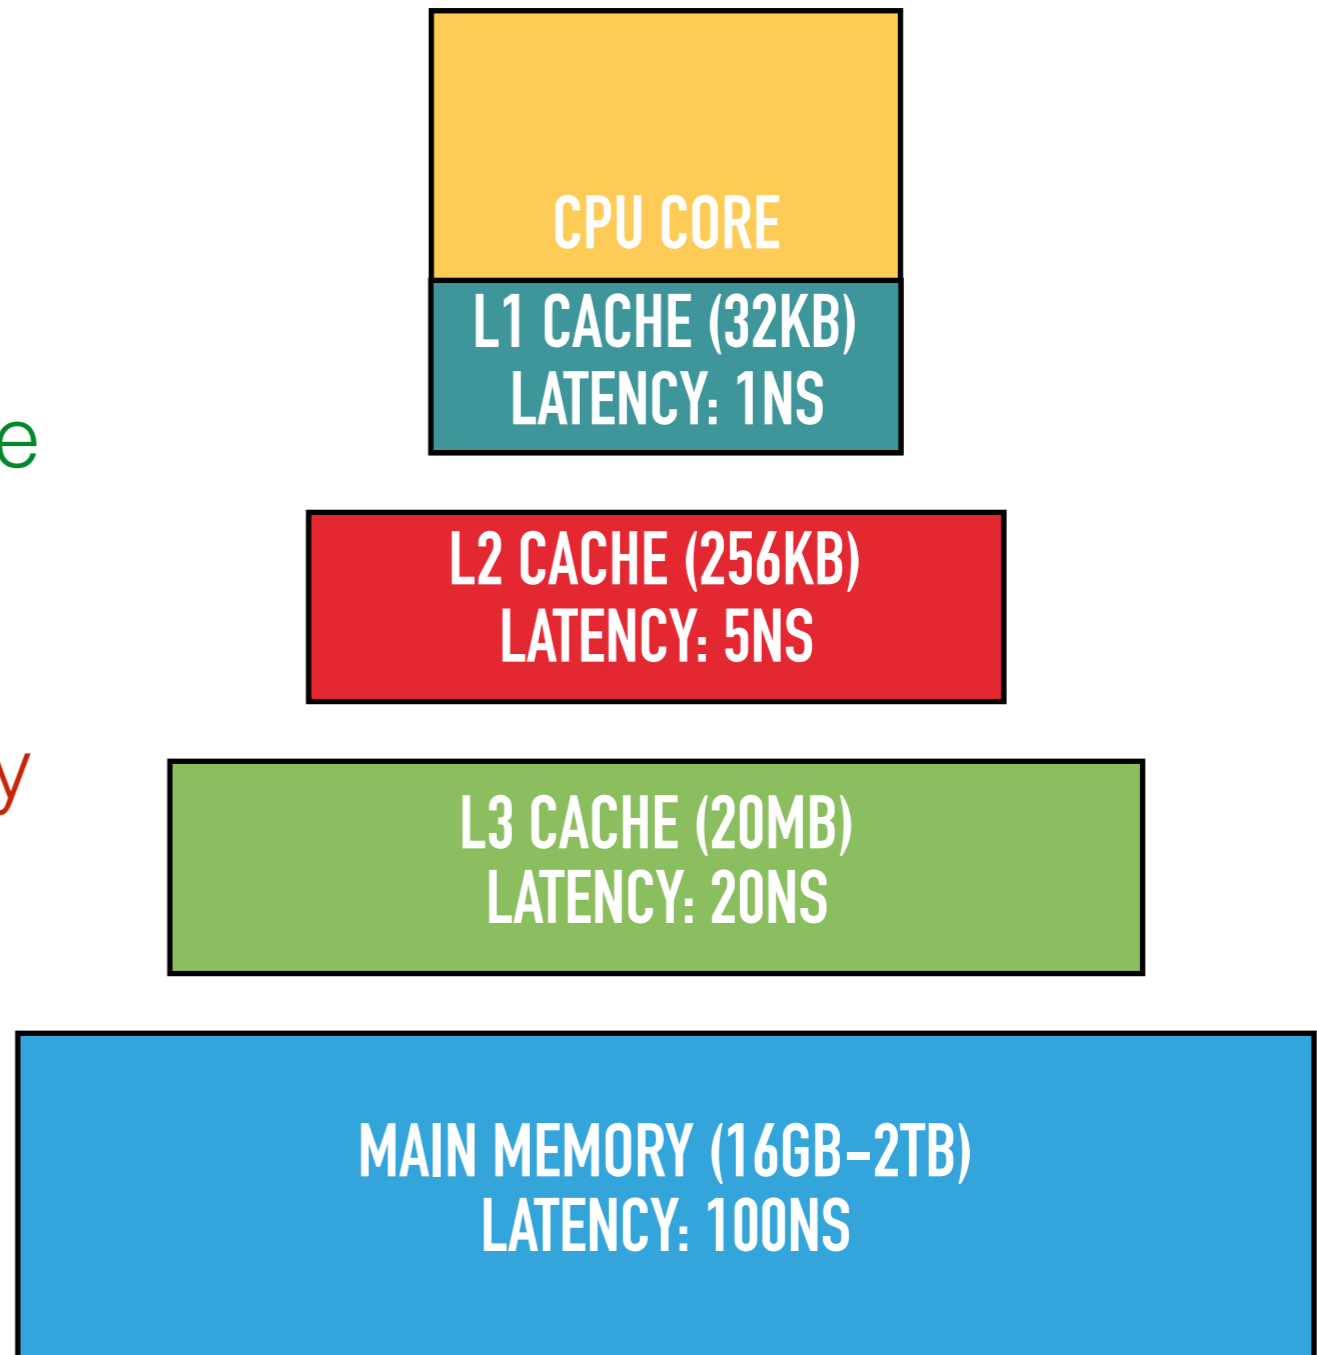 CPU CORE
L1 CACHE (32KB)
LATENCY: 1NS
e
L2 CACHE (256KB)
LATENCY: 5NS
y
L3 CACHE (20MB)
LATENCY: 20NS
MAIN MEMORY (16GB-2TB)
LATENCY: 100NS